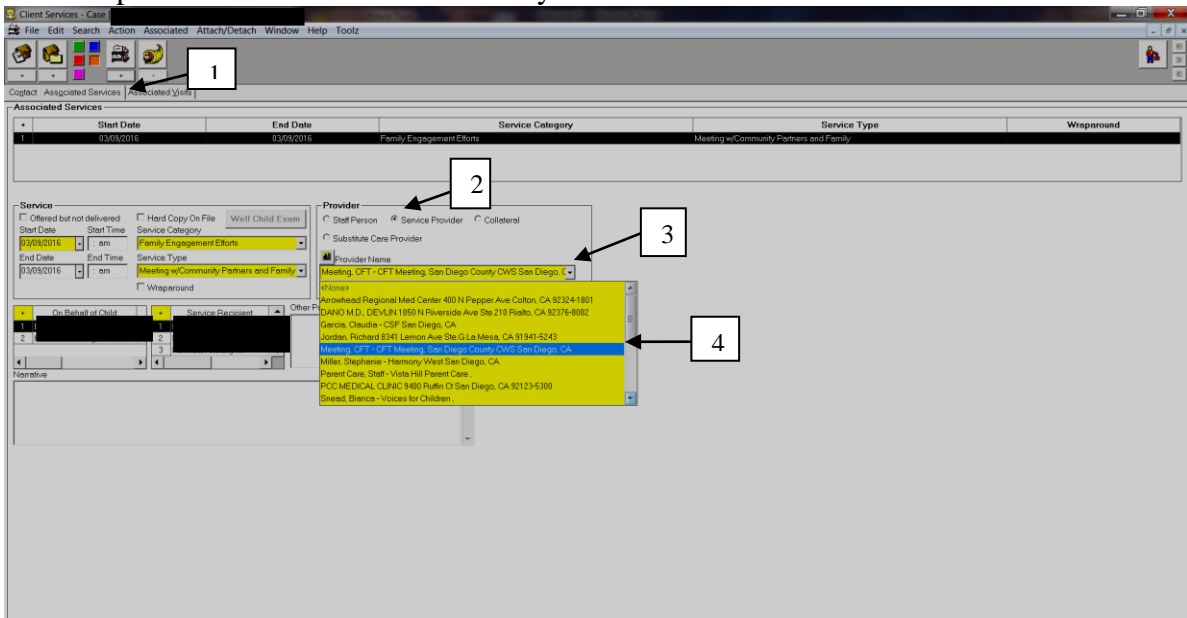 Client Services - Case [
File Edit Search Action Associated Attach/Detach Window Help Toolz
1
Contact Associated Services Associated Visits
Associated Services
+ Start Date End Date Service Category Service Type Wraparound
1 03/09/2016 03/09/2016 Family Engagement Efforts Meeting w/Community Partners and Family
2
Service
Provider
Offered but not delivered Hard Copy On File Well Child Exam
Staff Person Service Provider Collateral
Start Date Start Time Service Category
03/09/2016 : am Family Engagement Efforts
Substitute Care Provider
3
End Date End Time Service Type
Provider Name
03/09/2016 : am Meeting w/Community Partners and Family
Meeting, CFT - CFT Meeting, San Diego County CWS San Diego, C
Wraparound
<None>
Arrowhead Regional Med Center 400 N Pepper Ave Colton, CA 92324-1801
DANO M.D., DEVLIN 1850 N Riverside Ave Ste.210 Rialto, CA 92376-8082
Garcia, Claudia - CSF San Diego, CA
Jordan, Richard 8341 Lemon Ave Ste.G La Mesa, CA 91941-5243
Meeting, CFT - CFT Meeting, San Diego County CWS San Diego, CA
Miller, Stephanie - Harmony West San Diego, CA
Parent Care, Staff - Vista Hill Parent Care ,
PCC MEDICAL CLINIC 9400 Ruffin Ct San Diego, CA 92123-5300
Snead, Bianca - Voices for Children ,
4
+ On Behalf of Child + Service Recipient Other
1
2
1
2
3
Narrative